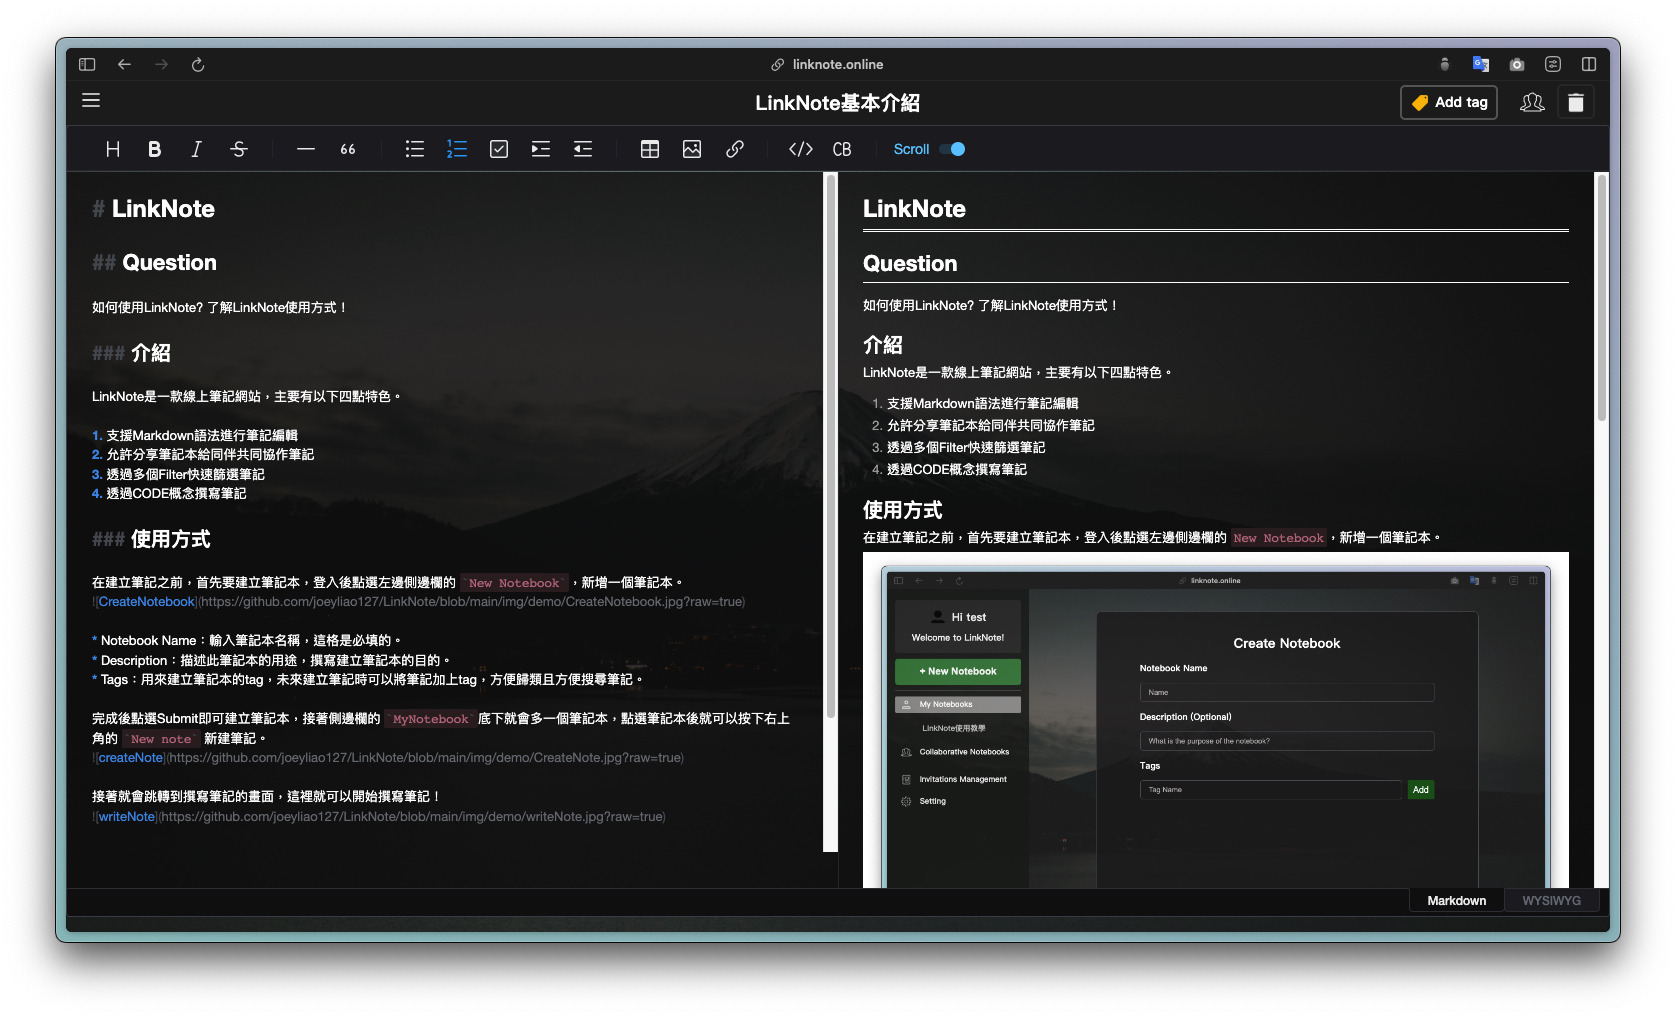 linknote.online
LinkNote基本介紹
Add tag
H B I S 66 </> CB Scroll
# LinkNote
## Question
如何使用LinkNote? 了解LinkNote使用方式！
### 介紹
LinkNote是一款線上筆記網站，主要有以下四點特色。
1. 支援Markdown語法進行筆記編輯
2. 允許分享筆記本給同伴共同協作筆記
3. 透過多個Filter快速篩選筆記
4. 透過CODE概念撰寫筆記
### 使用方式
在建立筆記之前，首先要建立筆記本，登入後點選左邊側邊欄的 `New Notebook`，新增一個筆記本。
![CreateNotebook](https://github.com/joeyliao127/LinkNote/blob/main/img/demo/CreateNotebook.jpg?raw=true)
* Notebook Name：輸入筆記本名稱，這格是必填的。
* Description：描述此筆記本的用途，撰寫建立筆記本的目的。
* Tags：用來建立筆記本的tag，未來建立筆記時可以將筆記加上tag，方便歸類且方便搜尋筆記。
完成後點選Submit即可建立筆記本，接著側邊欄的 `MyNotebook`底下就會多一個筆記本，點選筆記本後就可以按下右上
角的 `New note` 新建筆記。
![createNote](https://github.com/joeyliao127/LinkNote/blob/main/img/demo/CreateNote.jpg?raw=true)
接著就會跳轉到撰寫筆記的畫面，這裡就可以開始撰寫筆記！
![writeNote](https://github.com/joeyliao127/LinkNote/blob/main/img/demo/writeNote.jpg?raw=true)
LinkNote
Question
如何使用LinkNote? 了解LinkNote使用方式！
介紹
LinkNote是一款線上筆記網站，主要有以下四點特色。
1. 支援Markdown語法進行筆記編輯
2. 允許分享筆記本給同伴共同協作筆記
3. 透過多個Filter快速篩選筆記
4. 透過CODE概念撰寫筆記
使用方式
在建立筆記之前，首先要建立筆記本，登入後點選左邊側邊欄的 New Notebook，新增一個筆記本。
linknote.online
Hi test
Welcome to LinkNote!
+ New Notebook
My Notebooks
LinkNote使用教學
Collaborative Notebooks
Invitations Management
Setting
Create Notebook
Notebook Name
Name
Description (Optional)
What is the purpose of the notebook?
Tags
Tag Name
Add
Markdown
WYSIWYG